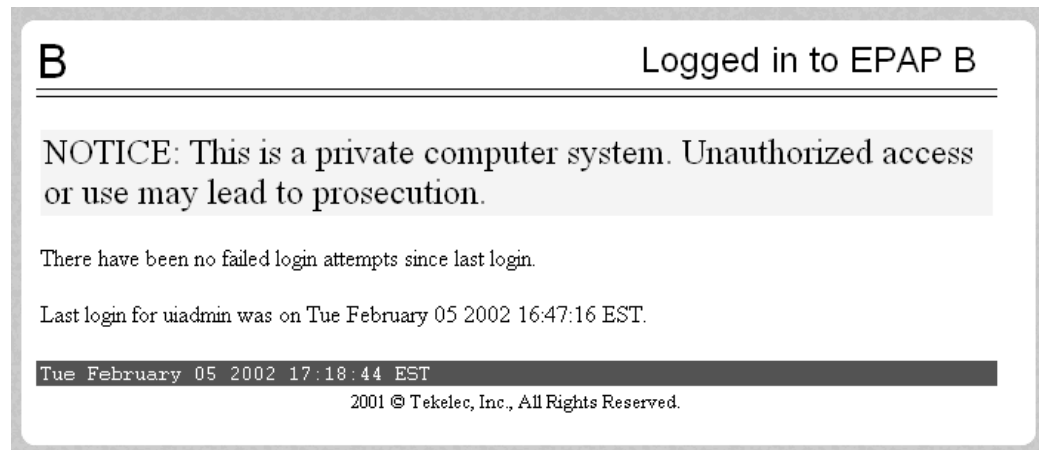 B
Logged in to EPAP B
NOTICE: This is a private computer system. Unauthorized access
or use may lead to prosecution.
There have been no failed login attempts since last login.
Last login for uiadmin was on Tue February 05 2002 16:47:16 EST.
Tue February 05 2002 17:18:44 EST
2001 © Tekelec, Inc., All Rights Reserved.